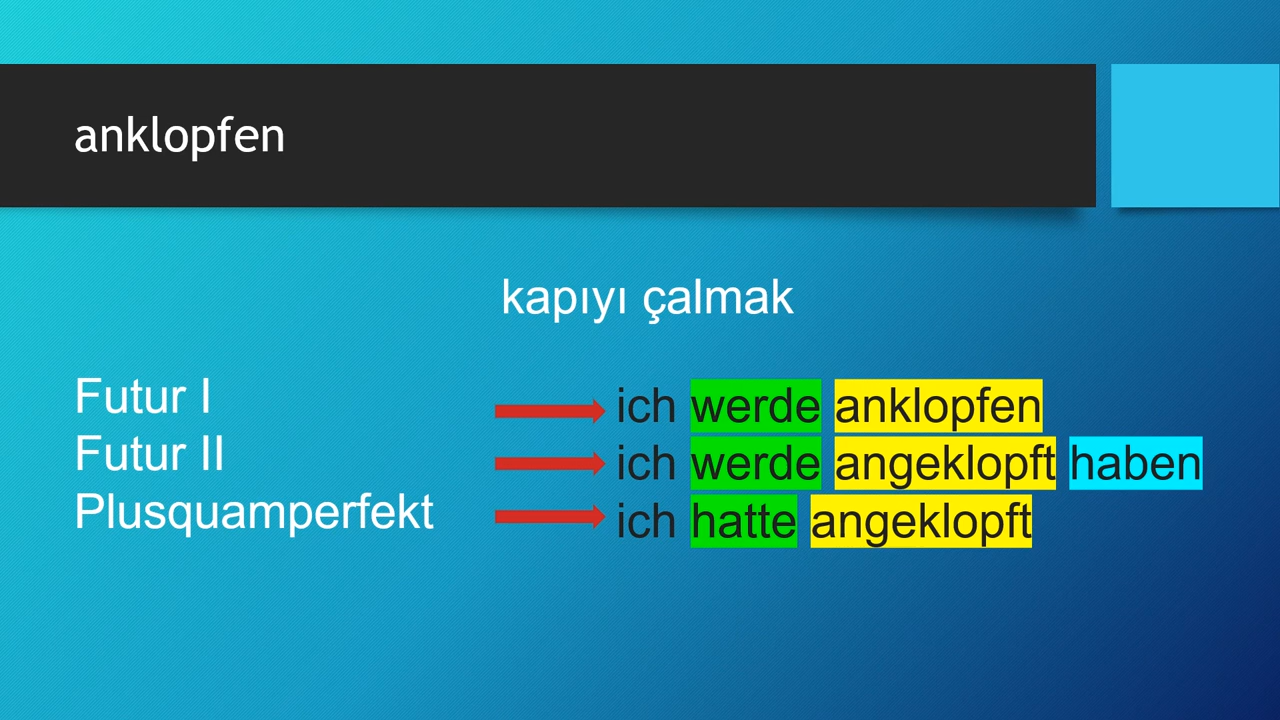 anklopfen
kapıyı çalmak
Futur I
ich werde anklopfen
Futur II
ich werde angeklopft haben
Plusquamperfekt
ich hatte angeklopft